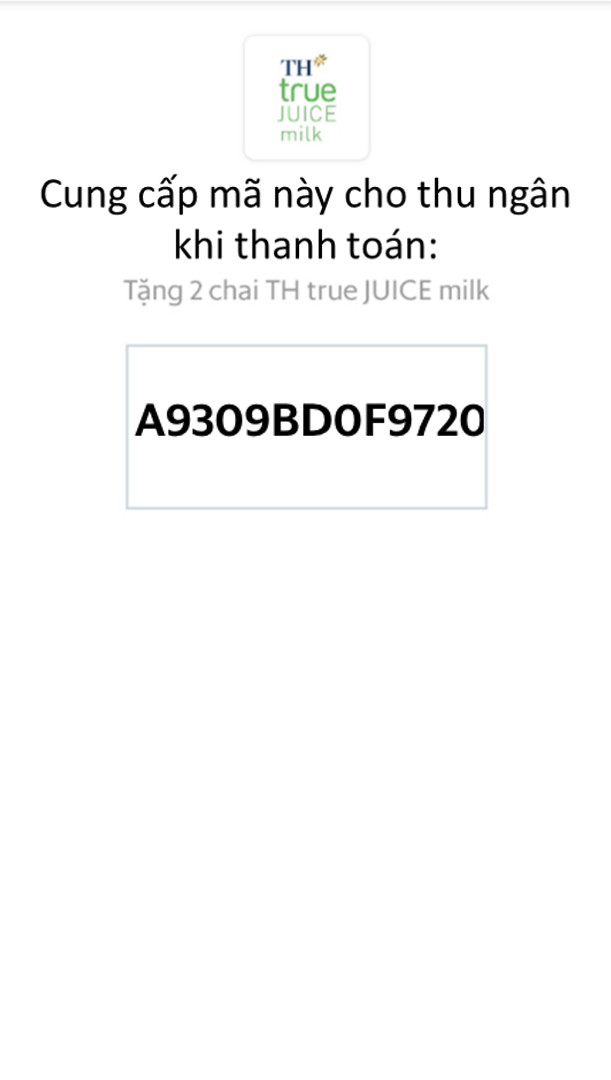 TH
true
JUICE
milk
Cung cấp mã này cho thu ngân
khi thanh toán:
Tặng 2 chai TH true JUICE milk
A9309BD0F9720